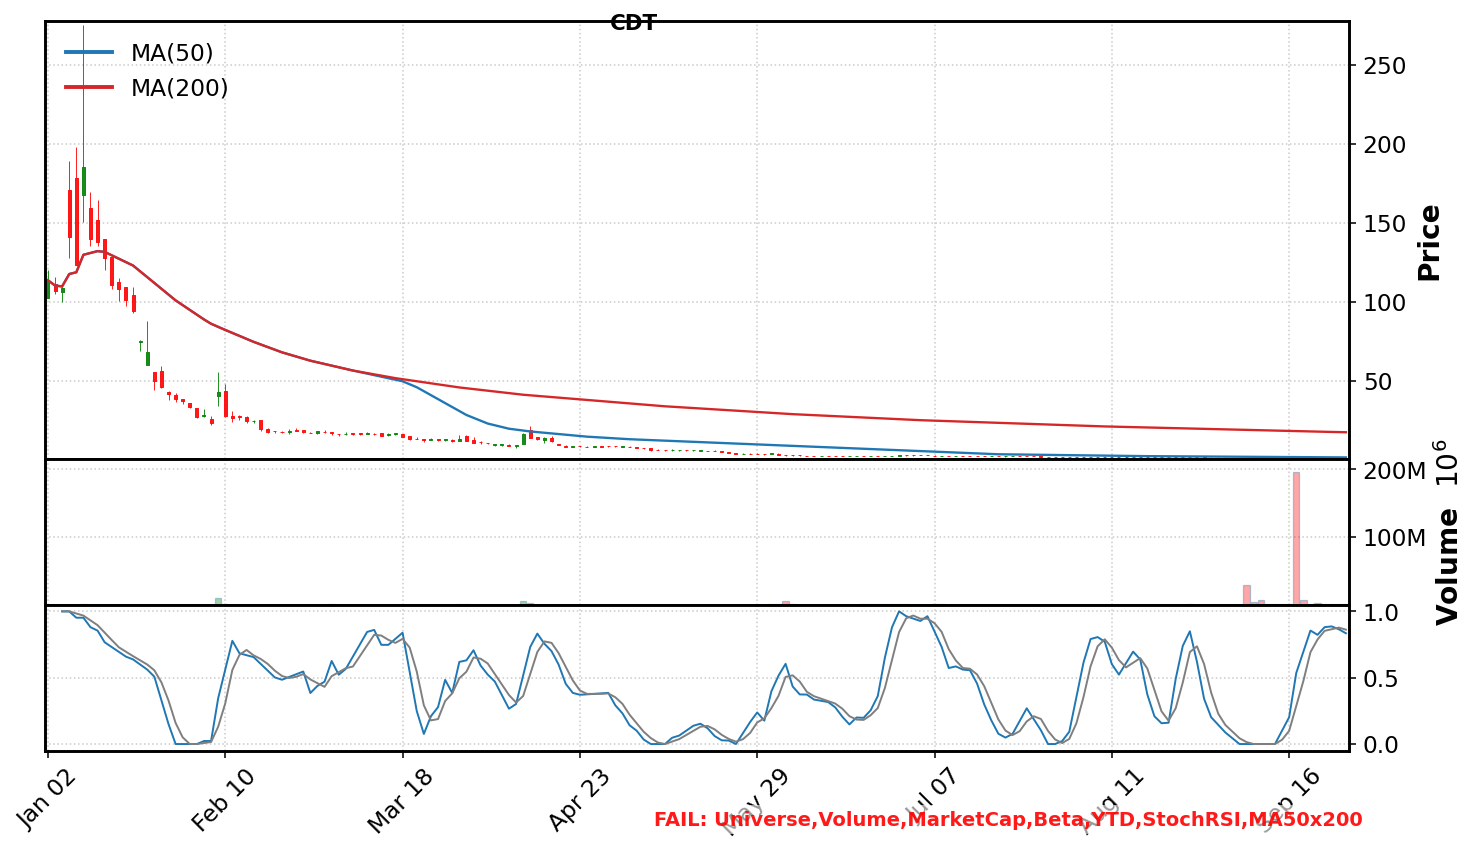 CDT
MA(50)
MA(200)
250
200
150
100
50
Price
200M
100M
Volume 10^6
1.0
0.5
0.0
Jan 02
Feb 10
Mar 18
Apr 23
May 29
Jul 07
Aug 11
Sep 16
FAIL: Universe,Volume,MarketCap,Beta,YTD,StochRSI,MA50x200